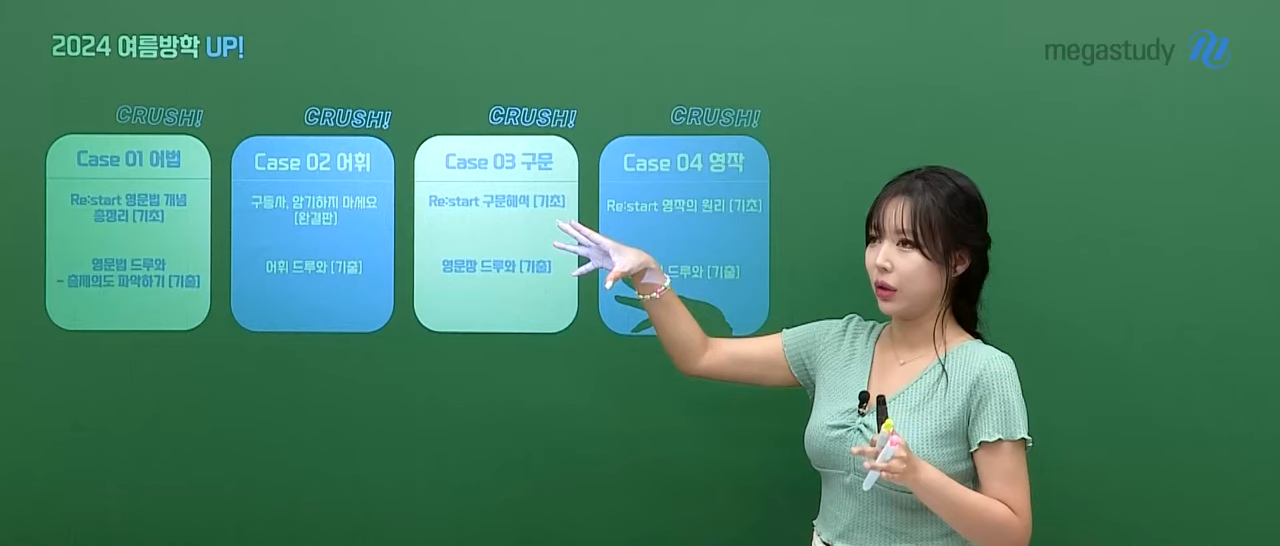 2024 여름방학 UP!
megastudy
CRUSH!
Case 01 어법
Re:start 영문법 개념
총정리 [기초]
영문법 드루와
- 출제의도 파악하기 [기출]
CRUSH!
Case 02 어휘
구동사, 암기하지 마세요
[완결판]
어휘 드루와 [기출]
CRUSH!
Case 03 구문
Re:start 구문해석 [기초]
영문장 드루와 [기출]
CRUSH!
Case 04 영작
Re:start 영작의 원리 [기초]
드루와 [기출]